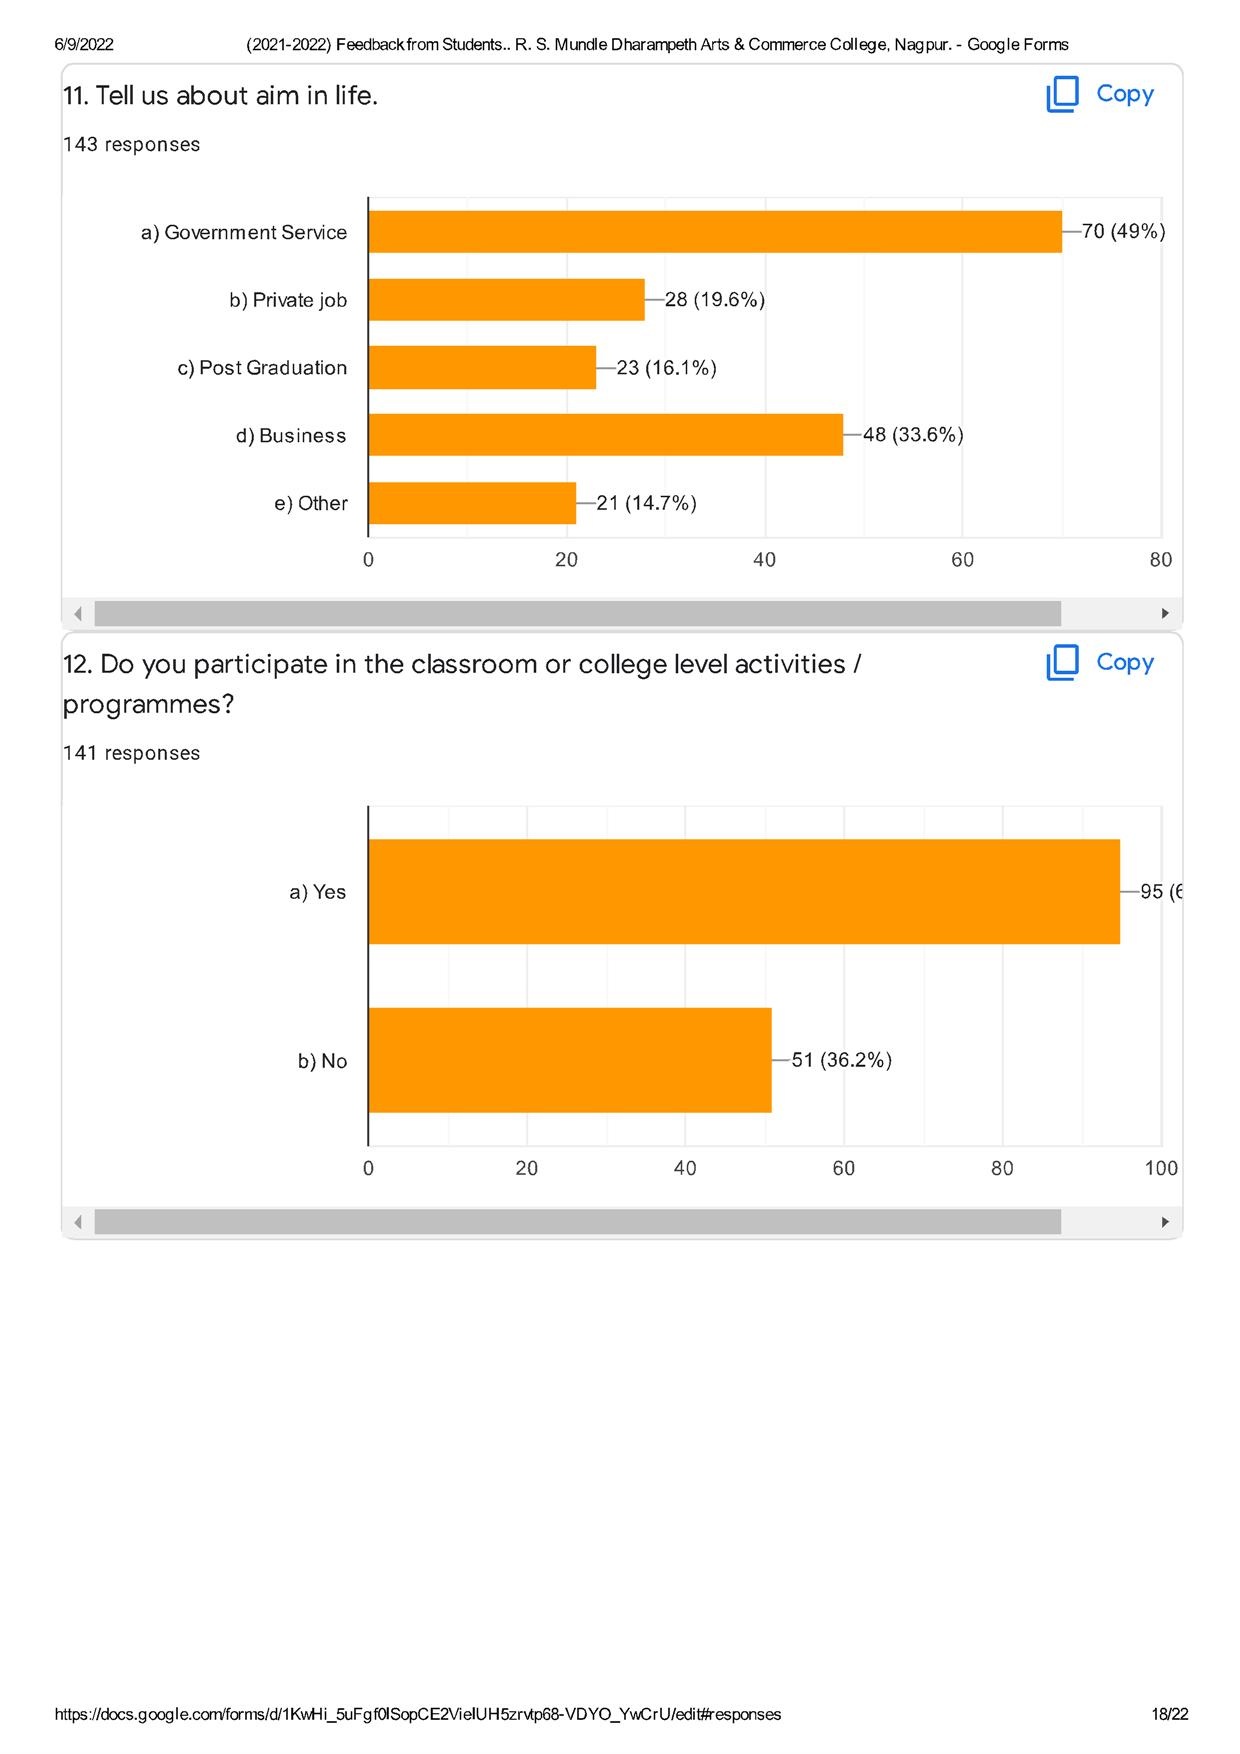 6/9/2022 (2021-2022) Feedback from Students.. R. S. Mundle Dharampeth Arts & Commerce College, Nagpur. - Google Forms
11. Tell us about aim in life.
Copy
143 responses
a) Government Service 70 (49%)
b) Private job 28 (19.6%)
c) Post Graduation 23 (16.1%)
d) Business 48 (33.6%)
e) Other 21 (14.7%)
0 20 40 60 80
12. Do you participate in the classroom or college level activities /
programmes?
Copy
141 responses
a) Yes 95 (6
b) No 51 (36.2%)
0 20 40 60 80 100
https://docs.google.com/forms/d/1KwHi_5uFgf0lSopCE2VielUH5zrvtp68-VDYO_YwCrU/edit#responses 18/22